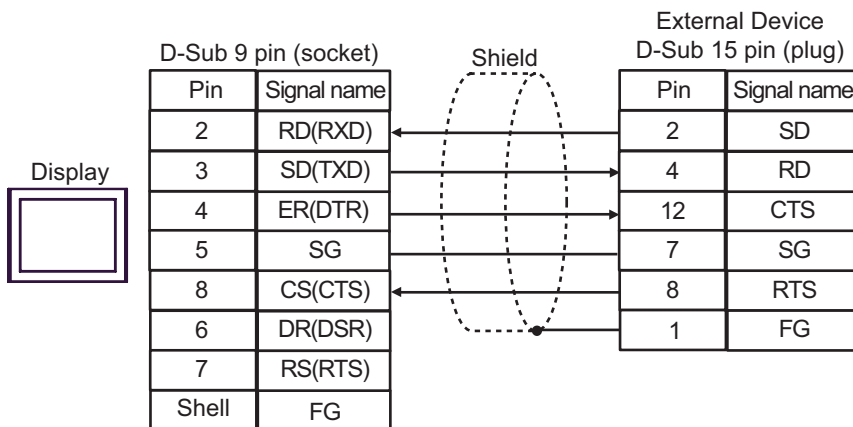 External Device
D-Sub 9 pin (socket) Shield D-Sub 15 pin (plug)
Pin Signal name Pin Signal name
2 RD(RXD) 2 SD
Display 3 SD(TXD) 4 RD
4 ER(DTR) 12 CTS
5 SG 7 SG
8 CS(CTS) 8 RTS
6 DR(DSR) 1 FG
7 RS(RTS)
Shell FG